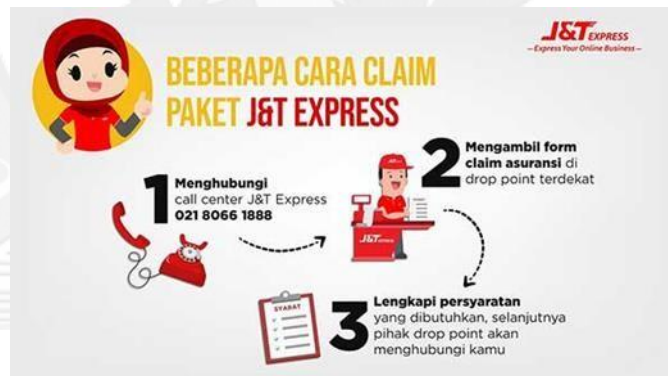 J&T EXPRESS
– Express Your Online Business –
BEBERAPA CARA CLAIM
PAKET J&T EXPRESS
1
Menghubungi
call center J&T Express
021 8066 1888
2
Mengambil form
claim asuransi di
drop point terdekat
J&T EXPRESS
SYARAT
3
Lengkapi persyaratan
yang dibutuhkan, selanjutnya
pihak drop point akan
menghubungi kamu